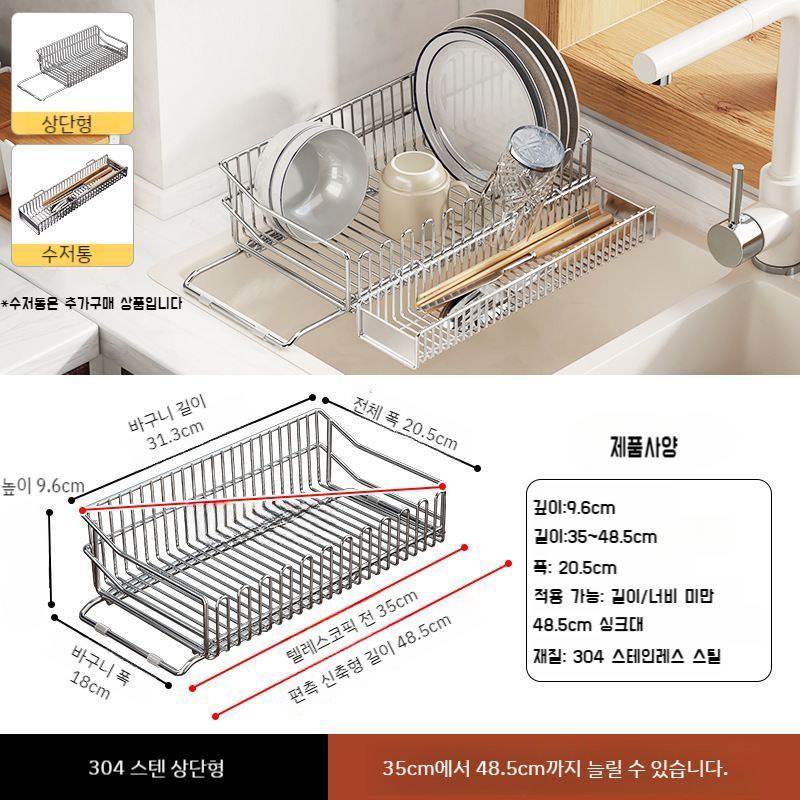 상단형
수저통
*수저통은 추가구매 상품입니다
바구니 길이
31.3cm
전체 폭 20.5cm
높이 9.6cm
텔레스코픽 전 35cm
편측 신축형 길이 48.5cm
바구니 폭
18cm
제품사양
깊이:9.6cm
길이:35~48.5cm
폭: 20.5cm
적용 가능: 길이/너비 미만
48.5cm 싱크대
재질: 304 스테인레스 스틸
304 스텐 상단형
35cm에서 48.5cm까지 늘릴 수 있습니다.